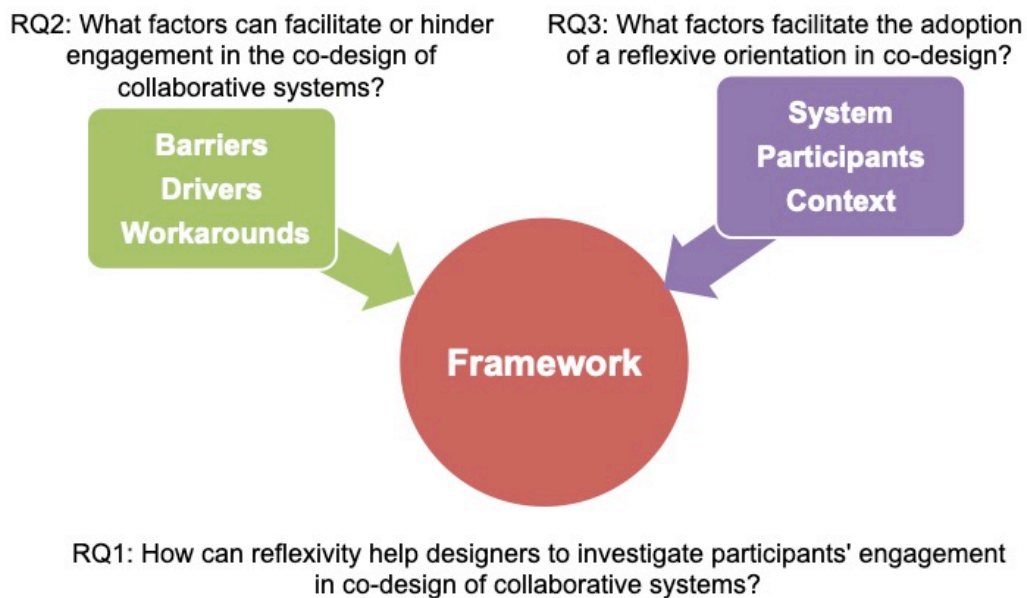 RQ2: What factors can facilitate or hinder
engagement in the co-design of
collaborative systems?
RQ3: What factors facilitate the adoption
of a reflexive orientation in co-design?
Barriers
Drivers
Workarounds
System
Participants
Context
Framework
RQ1: How can reflexivity help designers to investigate participants' engagement
in co-design of collaborative systems?